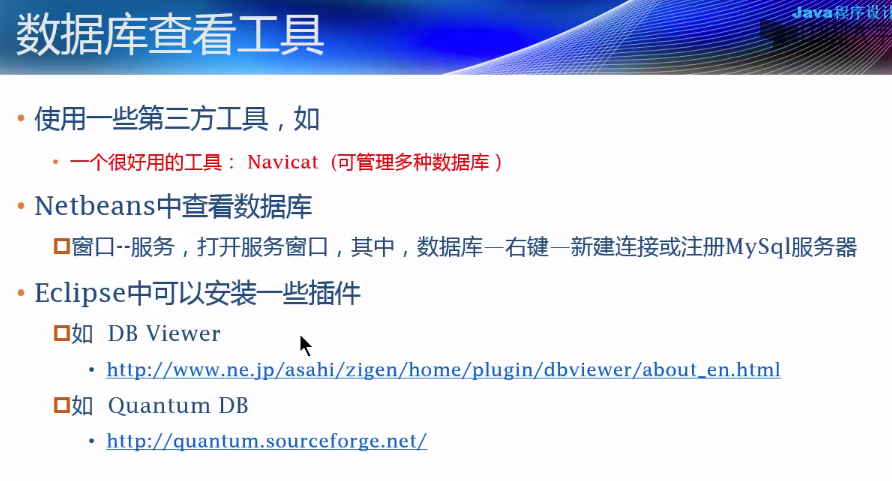 Java程序设计
数据库查看工具
• 使用一些第三方工具，如
• 一个很好用的工具： Navicat (可管理多种数据库 )
• Netbeans中查看数据库
窗口--服务，打开服务窗口，其中，数据库—右键—新建连接或注册MySql服务器
• Eclipse中可以安装一些插件
如 DB Viewer
• http://www.ne.jp/asahi/zigen/home/plugin/dbviewer/about_en.html
如 Quantum DB
• http://quantum.sourceforge.net/